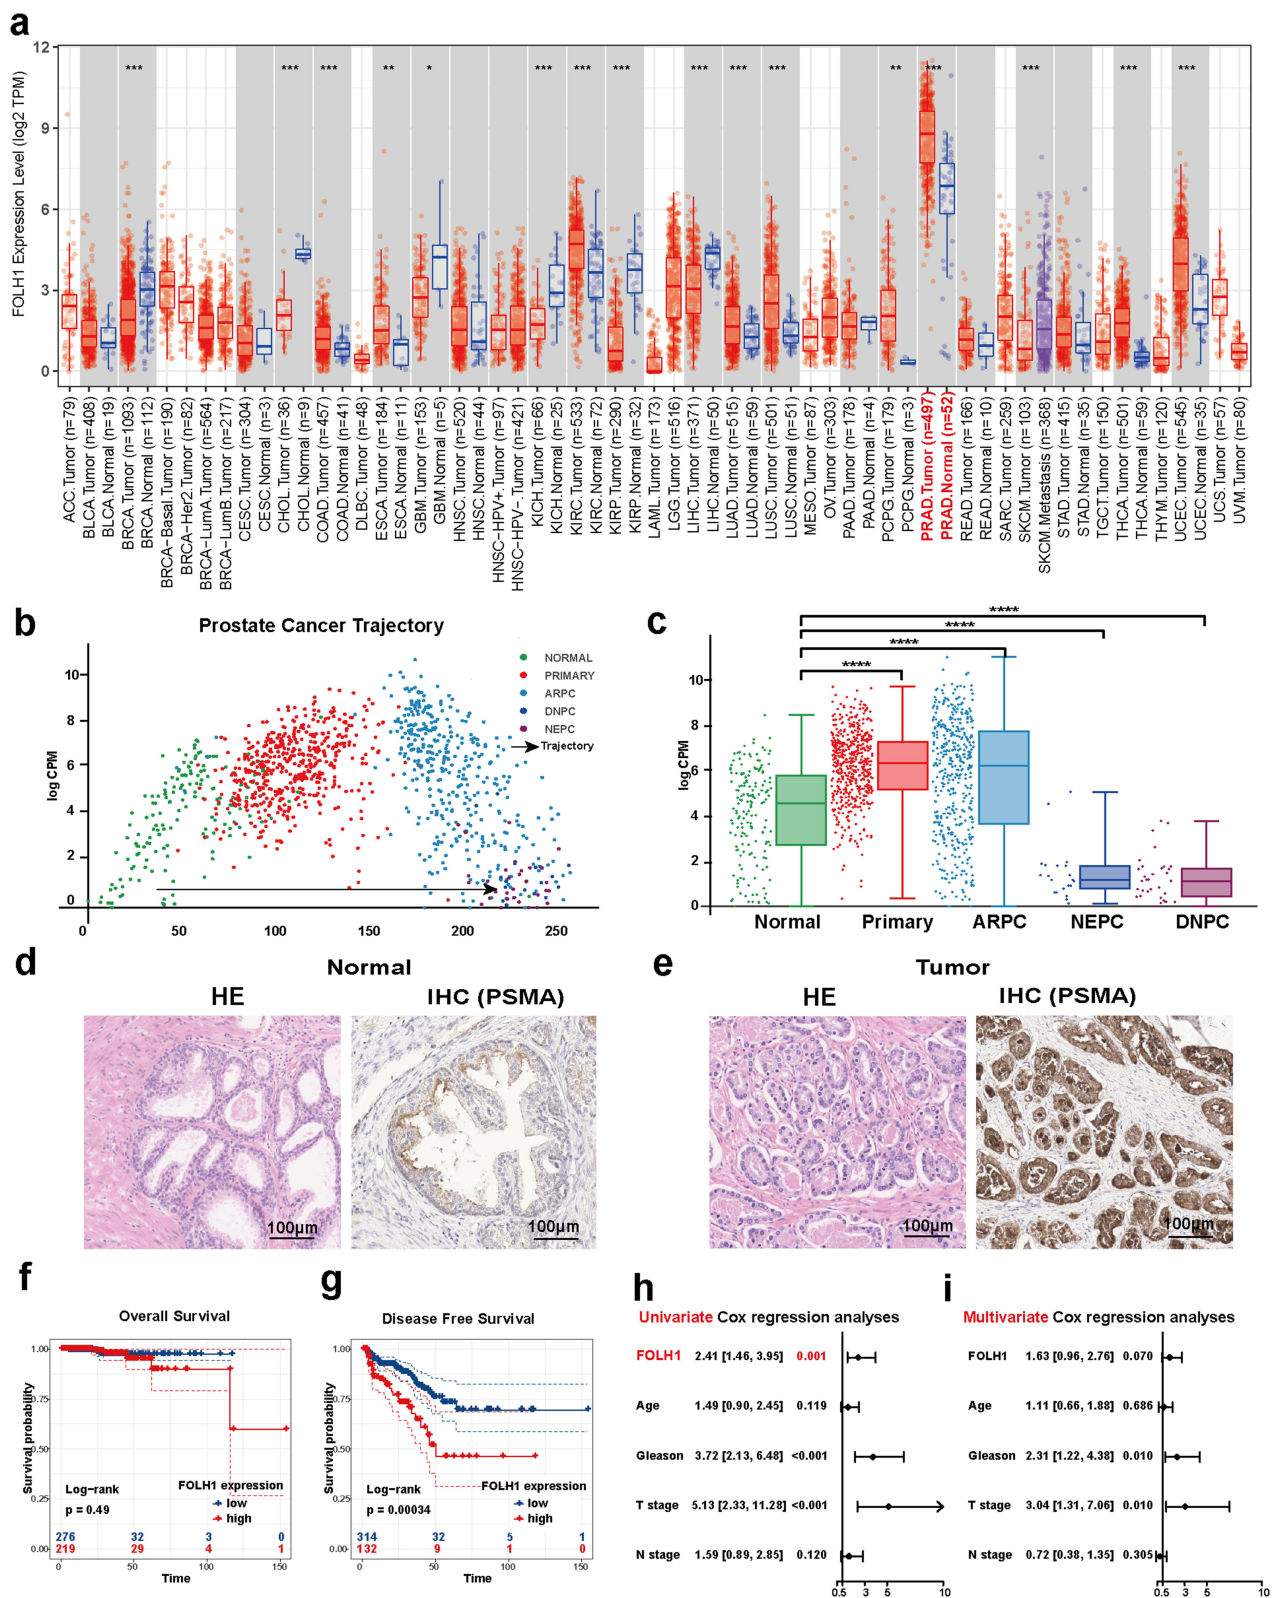 a
FOLH1 Expression Level (log2 TPM)
12
9
6
3
0
*** *** *** ** * *** *** *** *** *** *** ** *** *** *** ***
ACC.Tumor (n=79)
BLCA.Tumor (n=408)
BLCA.Normal (n=19)
BRCA.Tumor (n=1093)
BRCA.Normal (n=112)
BRCA-Basal.Tumor (n=190)
BRCA-Her2.Tumor (n=82)
BRCA-LumA.Tumor (n=564)
BRCA-LumB.Tumor (n=217)
CESC.Tumor (n=304)
CESC.Normal (n=3)
CHOL.Tumor (n=36)
CHOL.Normal (n=9)
COAD.Tumor (n=457)
COAD.Normal (n=41)
DLBC.Tumor (n=48)
ESCA.Tumor (n=184)
ESCA.Normal (n=11)
GBM.Tumor (n=153)
GBM.Normal (n=5)
HNSC.Tumor (n=520)
HNSC.Normal (n=44)
HNSC-HPV+.Tumor (n=97)
HNSC-HPV-.Tumor (n=421)
KICH.Tumor (n=66)
KICH.Normal (n=25)
KIRC.Tumor (n=533)
KIRC.Normal (n=72)
KIRP.Tumor (n=290)
KIRP.Normal (n=32)
LAML.Tumor (n=173)
LGG.Tumor (n=516)
LIHC.Tumor (n=371)
LIHC.Normal (n=50)
LUAD.Tumor (n=515)
LUAD.Normal (n=59)
LUSC.Tumor (n=501)
LUSC.Normal (n=51)
MESO.Tumor (n=87)
OV.Tumor (n=303)
PAAD.Tumor (n=178)
PAAD.Normal (n=4)
PCPG.Tumor (n=179)
PCPG.Normal (n=3)
PRAD.Tumor (n=497)
PRAD.Normal (n=52)
READ.Tumor (n=166)
READ.Normal (n=10)
SARC.Tumor (n=259)
SKCM.Tumor (n=103)
SKCM.Metastasis (n=368)
STAD.Tumor (n=415)
STAD.Normal (n=35)
TGCT.Tumor (n=150)
THCA.Tumor (n=501)
THCA.Normal (n=59)
THYM.Tumor (n=120)
UCEC.Tumor (n=545)
UCEC.Normal (n=35)
UCS.Tumor (n=57)
UVM.Tumor (n=80)
b
Prostate Cancer Trajectory
NORMAL
PRIMARY
ARPC
DNPC
NEPC
Trajectory
log CPM
10
8
6
4
2
0
0 50 100 150 200 250
c
****
****
****
****
log CPM
10
8
6
4
2
0
Normal Primary ARPC NEPC DNPC
d
Normal
HE IHC (PSMA)
100μm 100μm
e
Tumor
HE IHC (PSMA)
100μm 100μm
f
Overall Survival
Survival probability
1.00
0.75
0.50
0.25
0.00
Log-rank
p = 0.49
FOLH1 expression
low
high
276 32 3 0
219 29 4 1
0 50 100 150
Time
g
Disease Free Survival
Survival probability
1.00
0.75
0.50
0.25
0.00
Log-rank
p = 0.00034
FOLH1 expression
low
high
314 32 5 1
132 9 1 0
0 50 100 150
Time
h
Univariate Cox regression analyses
FOLH1 2.41 [1.46, 3.95] 0.001
Age 1.49 [0.90, 2.45] 0.119
Gleason 3.72 [2.13, 6.48] <0.001
T stage 5.13 [2.33, 11.28] <0.001
N stage 1.59 [0.89, 2.85] 0.120
0.5 3 5 10
i
Multivariate Cox regression analyses
FOLH1 1.63 [0.96, 2.76] 0.070
Age 1.11 [0.66, 1.88] 0.686
Gleason 2.31 [1.22, 4.38] 0.010
T stage 3.04 [1.31, 7.06] 0.010
N stage 0.72 [0.38, 1.35] 0.305
0.5 3 5 10